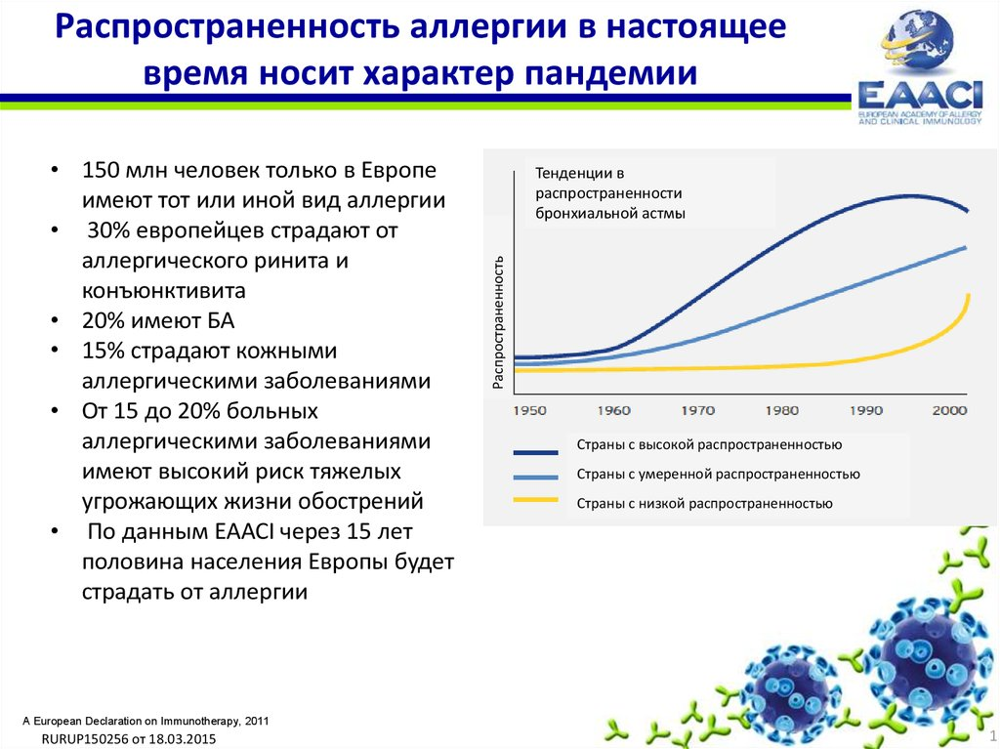 Распространенность аллергии в настоящее
время носит характер пандемии
EAACI
EUROPEAN ACADEMY OF ALLERGY
AND CLINICAL IMMUNOLOGY
• 150 млн человек только в Европе
имеют тот или иной вид аллергии
• 30% европейцев страдают от
аллергического ринита и
конъюнктивита
• 20% имеют БА
• 15% страдают кожными
аллергическими заболеваниями
• От 15 до 20% больных
аллергическими заболеваниями
имеют высокий риск тяжелых
угрожающих жизни обострений
• По данным EAACI через 15 лет
половина населения Европы будет
страдать от аллергии
Тенденции в
распространенности
бронхиальной астмы
Распространенность
1950 1960 1970 1980 1990 2000
Страны с высокой распространенностью
Страны с умеренной распространенностью
Страны с низкой распространенностью
A European Declaration on Immunotherapy, 2011
RURUP150256 от 18.03.2015
1